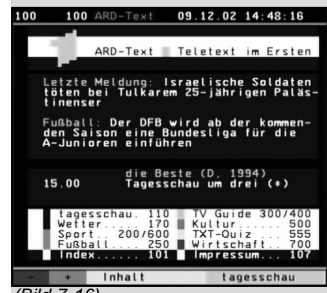 100 100 ARD-Text 09.12.02 14:48:16
ARD-Text Teletext im Ersten
Letzte Meldung: Israelische Soldaten
töten bei Tulkarem 25-jährigen Paläs-
tinenser
Fußball: Der DFB wird ab der kommen-
den Saison eine Bundesliga für die
A-Junioren einführen
die Beste (D, 1994)
15.00 Tagesschau um drei (*)
tagesschau. 110 TV Guide 300/400
Wetter..... 170 Kultur...... 500
Sport.. 200/600 TXT-Quiz ... 555
Fußball.... 250 Wirtschaft.. 700
Index...... 101 Impressum... 107
- + Inhalt tagesschau
(Bild 7-16)